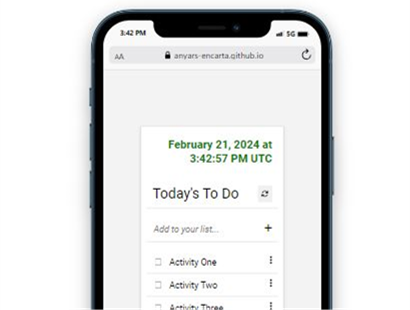 3:42 PM
5G
AA
anyars-encarta.github.io
February 21, 2024 at
3:42:57 PM UTC
Today's To Do
Add to your list...
+
Activity One
Activity Two
Activity Three